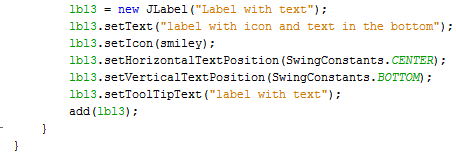 lbl3 = new JLabel("Label with text");
lbl3.setText("label with icon and text in the bottom");
lbl3.setIcon(smiley);
lbl3.setHorizontalTextPosition(SwingConstants.CENTER);
lbl3.setVerticalTextPosition(SwingConstants.BOTTOM);
lbl3.setToolTipText("label with text");
add(lbl3);
}
}